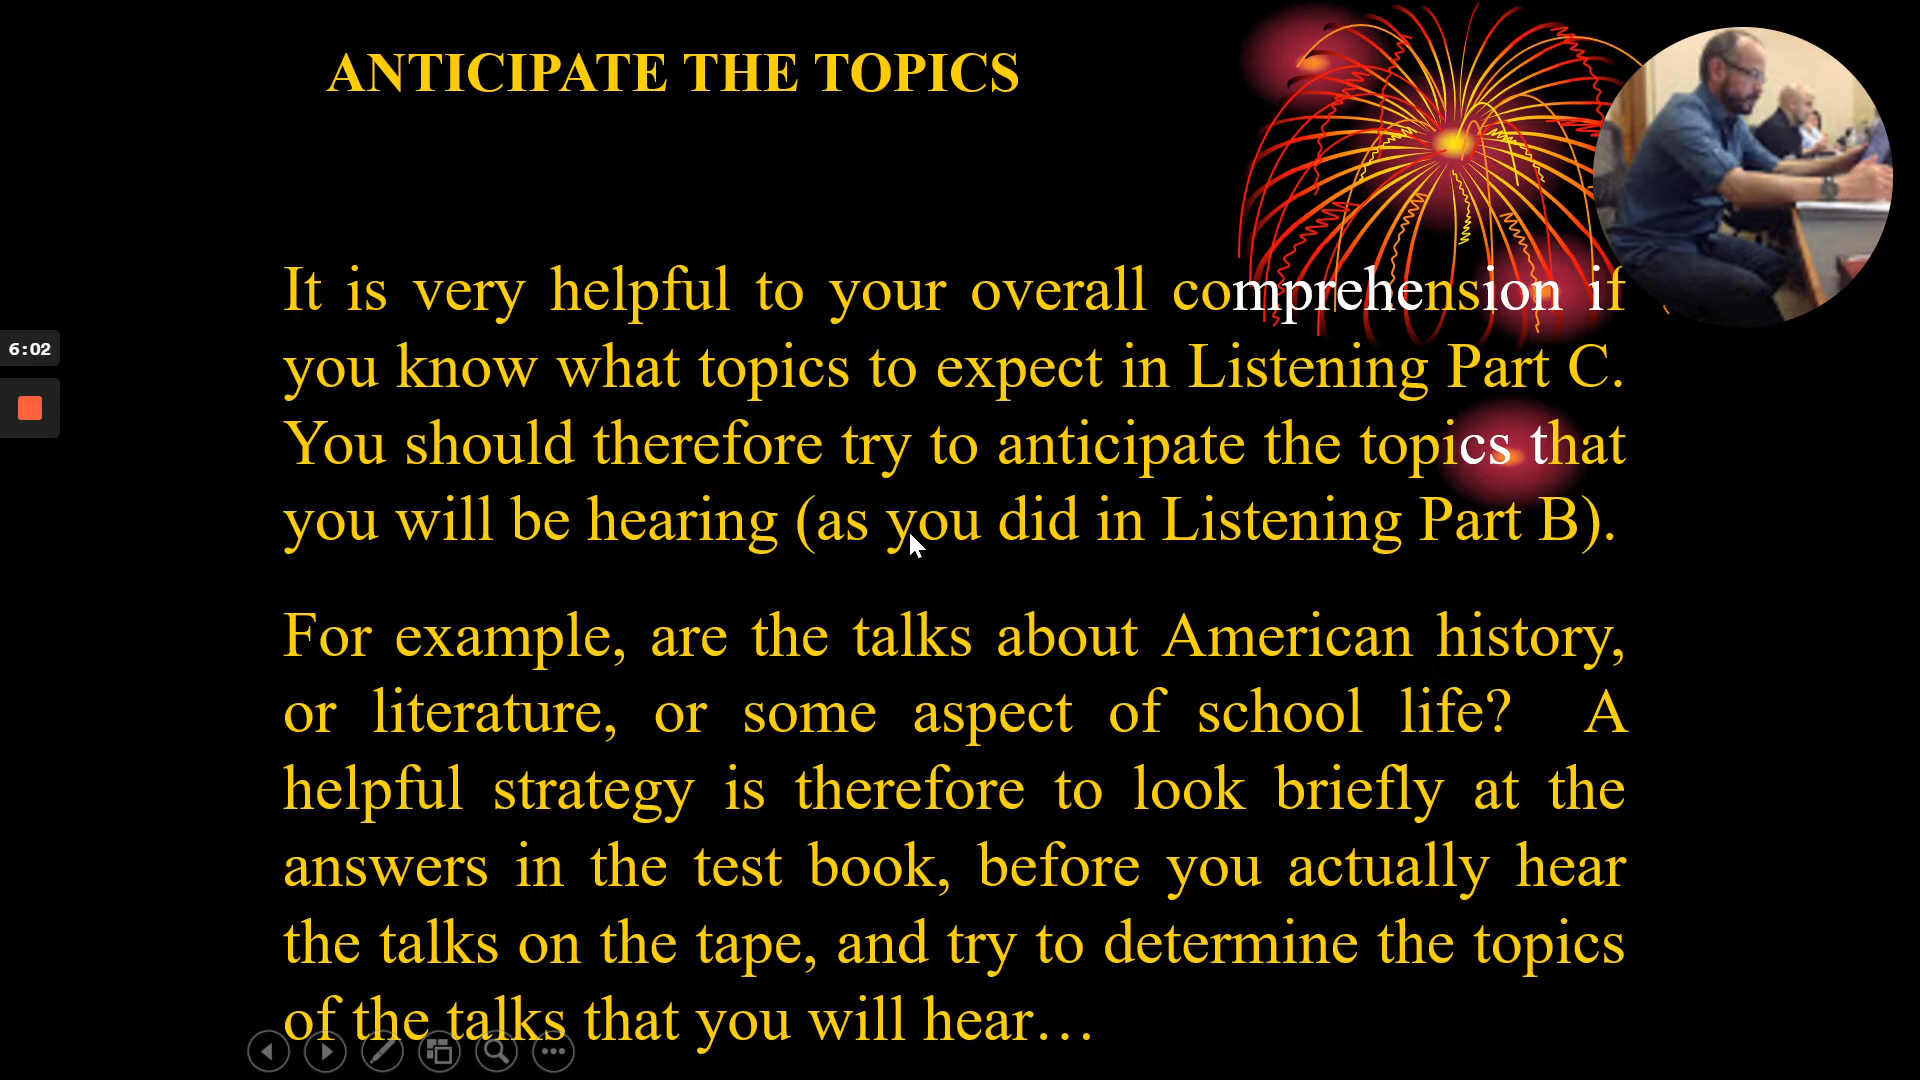 ANTICIPATE THE TOPICS
It is very helpful to your overall comprehension if
you know what topics to expect in Listening Part C.
You should therefore try to anticipate the topics that
you will be hearing (as you did in Listening Part B).
6:02
For example, are the talks about American history,
or literature, or some aspect of school life? A
helpful strategy is therefore to look briefly at the
answers in the test book, before you actually hear
the talks on the tape, and try to determine the topics
of the talks that you will hear…